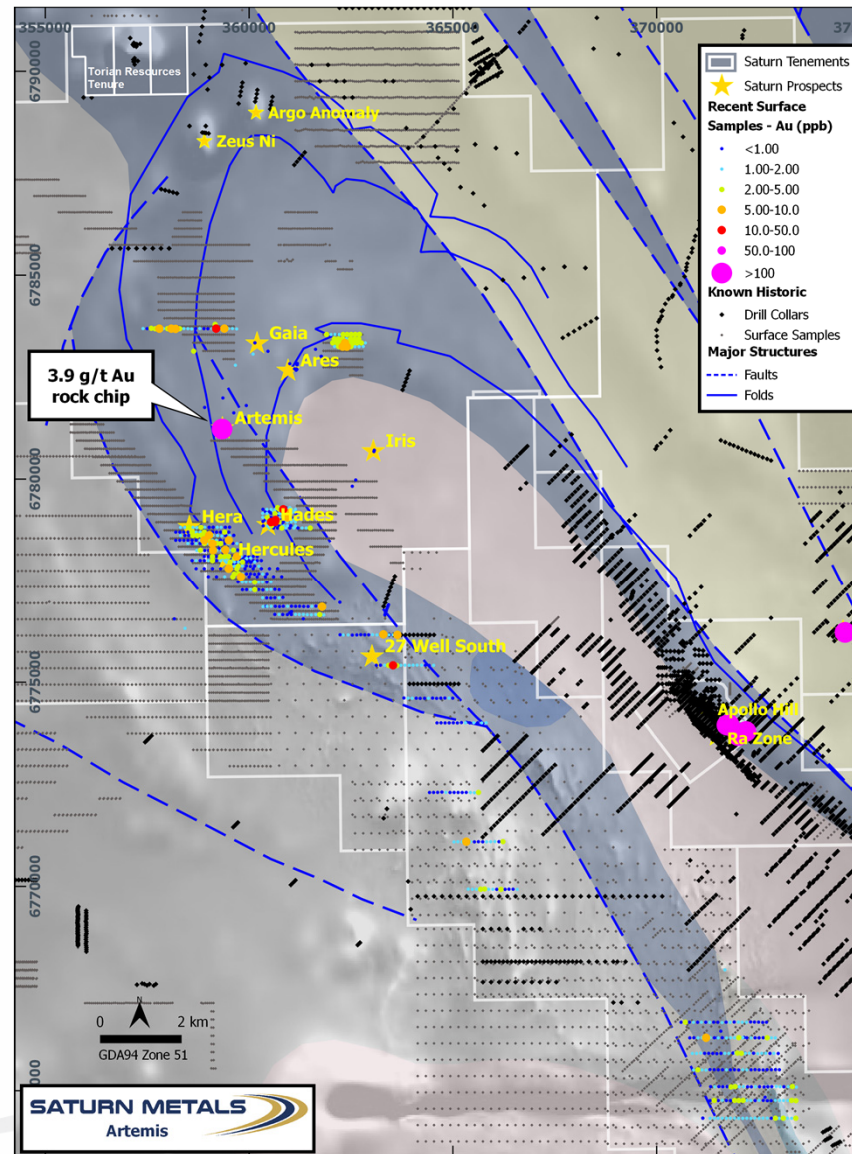 355000
360000
365000
370000
37
6790000
6785000
6780000
6775000
6770000
Torian Resources
Tenure
Argo Anomaly
Zeus Ni
Gaia
Ares
3.9 g/t Au
rock chip
Artemis
Iris
Hera
Hades
Hercules
27 Well South
Apollo Hill
Ra Zone
Saturn Tenements
Saturn Prospects
Recent Surface
Samples - Au (ppb)
<1.00
1.00-2.00
2.00-5.00
5.00-10.0
10.0-50.0
50.0-100
>100
Known Historic
Drill Collars
Surface Samples
Major Structures
Faults
Folds
N
0 2 km
GDA94 Zone 51
SATURN METALS
Artemis